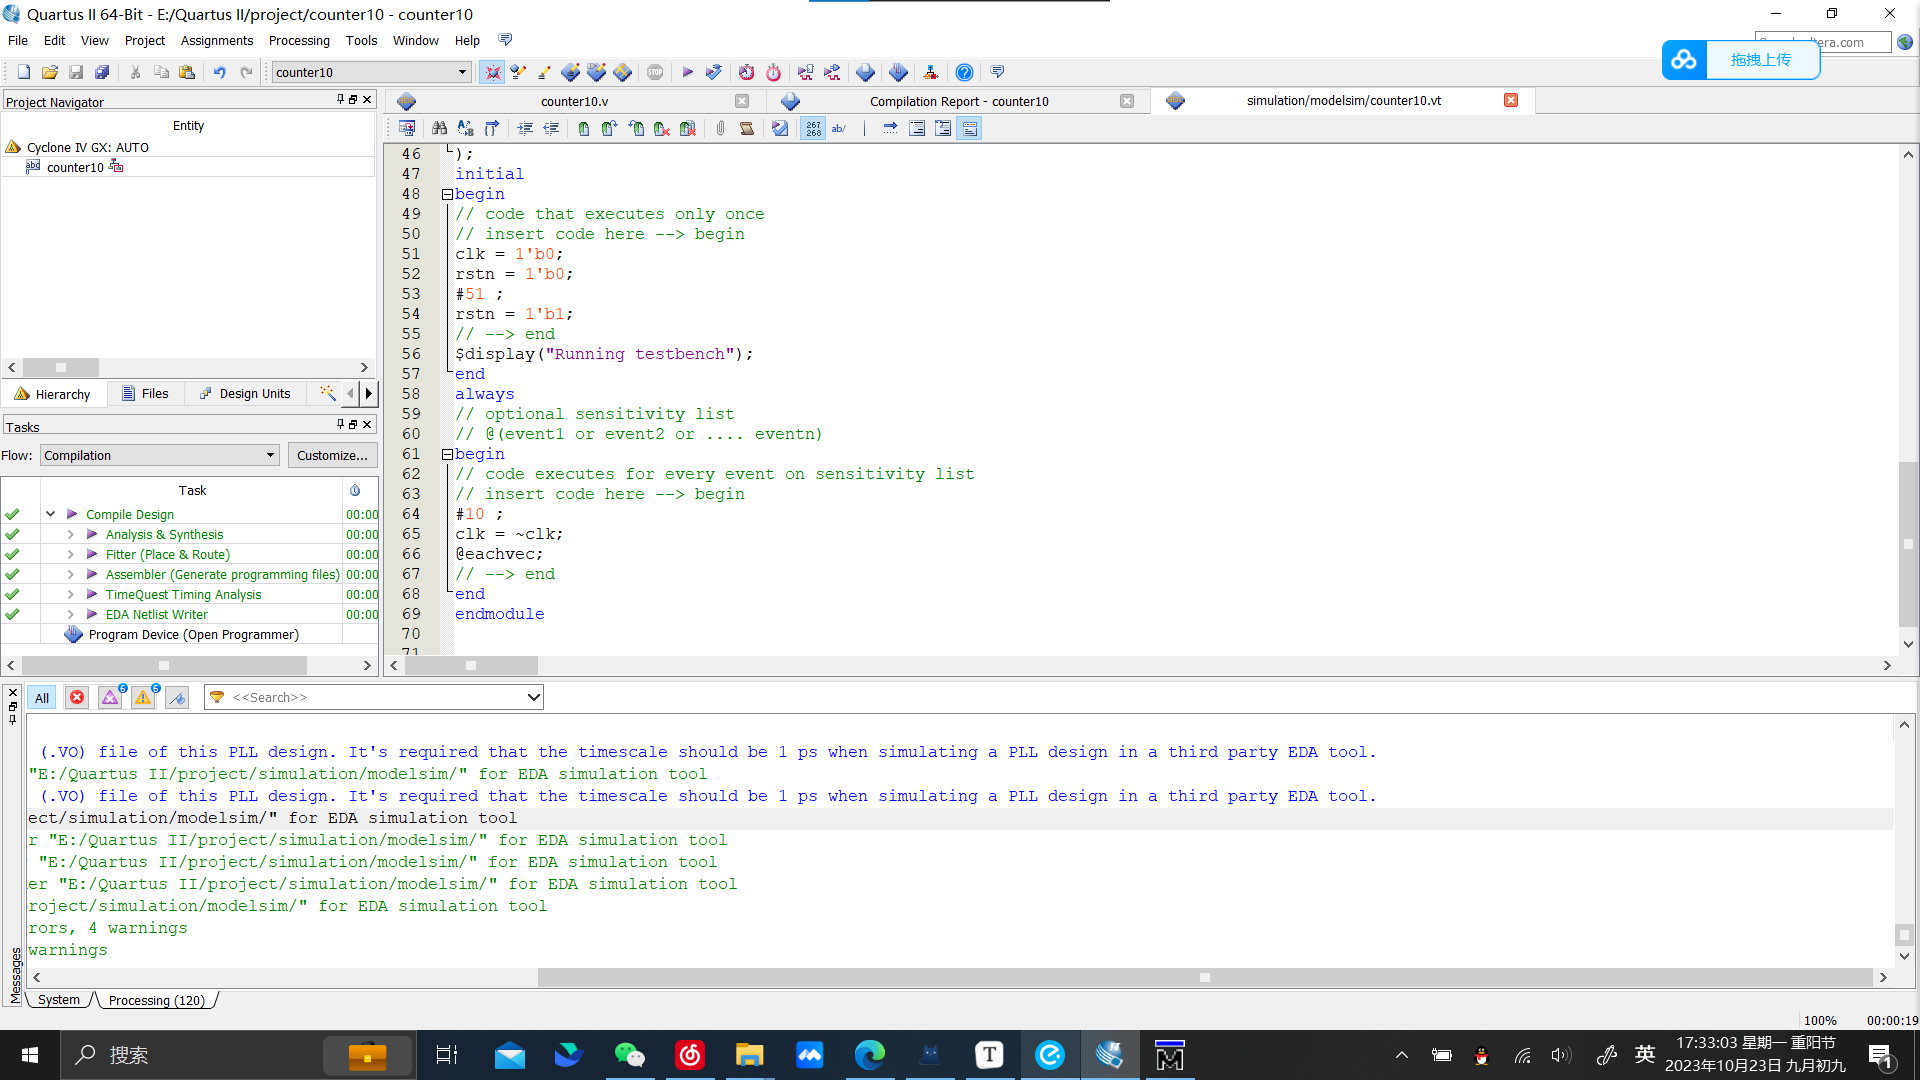 Quartus II 64-Bit - E:/Quartus II/project/counter10 - counter10
File Edit View Project Assignments Processing Tools Window Help
拖拽上传
counter10
Project Navigator
Entity
Cyclone IV GX: AUTO
counter10
Hierarchy Files Design Units
Tasks
Flow: Compilation Customize...
Task
Compile Design 00:00
Analysis & Synthesis 00:00
Fitter (Place & Route) 00:00
Assembler (Generate programming files) 00:00
TimeQuest Timing Analysis 00:00
EDA Netlist Writer 00:00
Program Device (Open Programmer)
counter10.v Compilation Report - counter10 simulation/modelsim/counter10.vt
267 268 ab/
46 );
47 initial
48 begin
49 // code that executes only once
50 // insert code here --> begin
51 clk = 1'b0;
52 rstn = 1'b0;
53 #51 ;
54 rstn = 1'b1;
55 // --> end
56 $display("Running testbench");
57 end
58 always
59 // optional sensitivity list
60 // @(event1 or event2 or .... eventn)
61 begin
62 // code executes for every event on sensitivity list
63 // insert code here --> begin
64 #10 ;
65 clk = ~clk;
66 @eachvec;
67 // --> end
68 end
69 endmodule
70
71
All 6 6 <<Search>>
(.VO) file of this PLL design. It's required that the timescale should be 1 ps when simulating a PLL design in a third party EDA tool.
"E:/Quartus II/project/simulation/modelsim/" for EDA simulation tool
(.VO) file of this PLL design. It's required that the timescale should be 1 ps when simulating a PLL design in a third party EDA tool.
ect/simulation/modelsim/" for EDA simulation tool
r "E:/Quartus II/project/simulation/modelsim/" for EDA simulation tool
"E:/Quartus II/project/simulation/modelsim/" for EDA simulation tool
er "E:/Quartus II/project/simulation/modelsim/" for EDA simulation tool
roject/simulation/modelsim/" for EDA simulation tool
rors, 4 warnings
warnings
Messages
System Processing (120)
100% 00:00:19
搜索
英
17:33:03 星期一 重阳节
2023年10月23日 九月初九
1